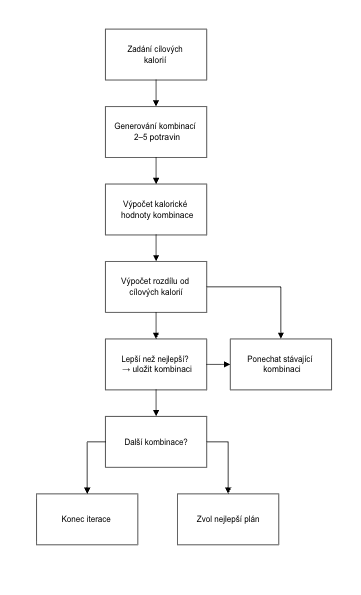 Zadání cílových
kalorií
Generování kombinací
2–5 potravin
Výpočet kalorické
hodnoty kombinace
Výpočet rozdílu od
cílových kalorií
Lepší než nejlepší?
→ uložit kombinaci
Ponechat stávající
kombinaci
Další kombinace?
Konec iterace
Zvol nejlepší plán